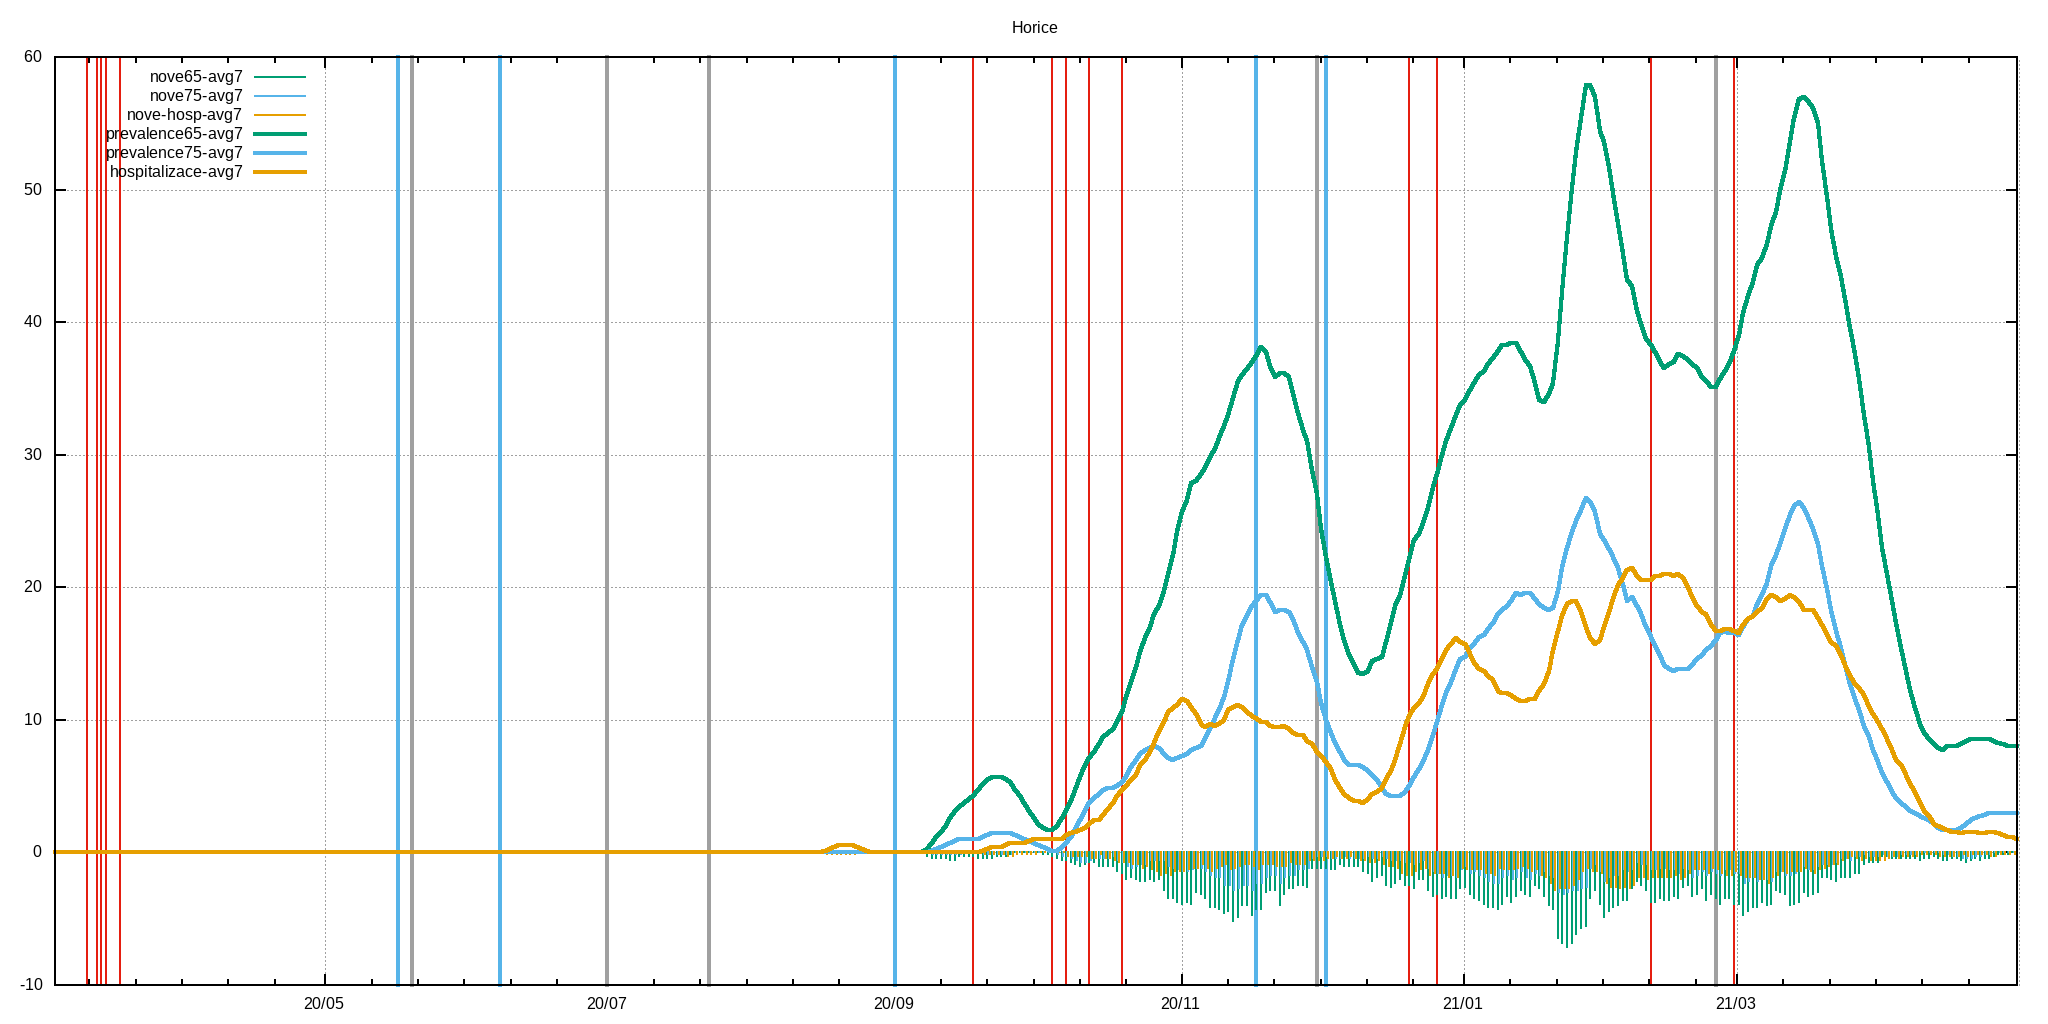 Horice
60
nove65-avg7
nove75-avg7
nove-hosp-avg7
prevalence65-avg7
prevalence75-avg7
hospitalizace-avg7
50
40
30
20
10
0
-10
20/05 20/07 20/09 20/11 21/01 21/03